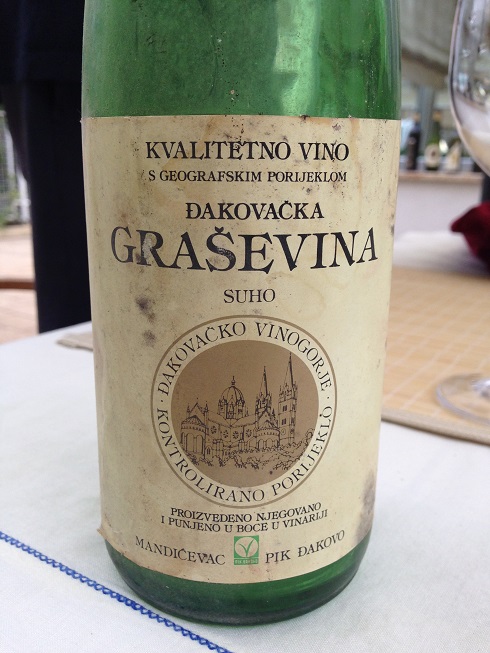 KVALITETNO VINO
S GEOGRAFSKIM PORIJEKLOM
ĐAKOVAČKA
GRAŠEVINA
SUHO
· ĐAKOVAČKO VINOGORJE ·
KONTROLIRANO PORIJEKLO
PROIZVEDENO NJEGOVANO
I PUNJENO U BOCE U VINARIJI
MANDIČEVAC PIK ĐAKOVO